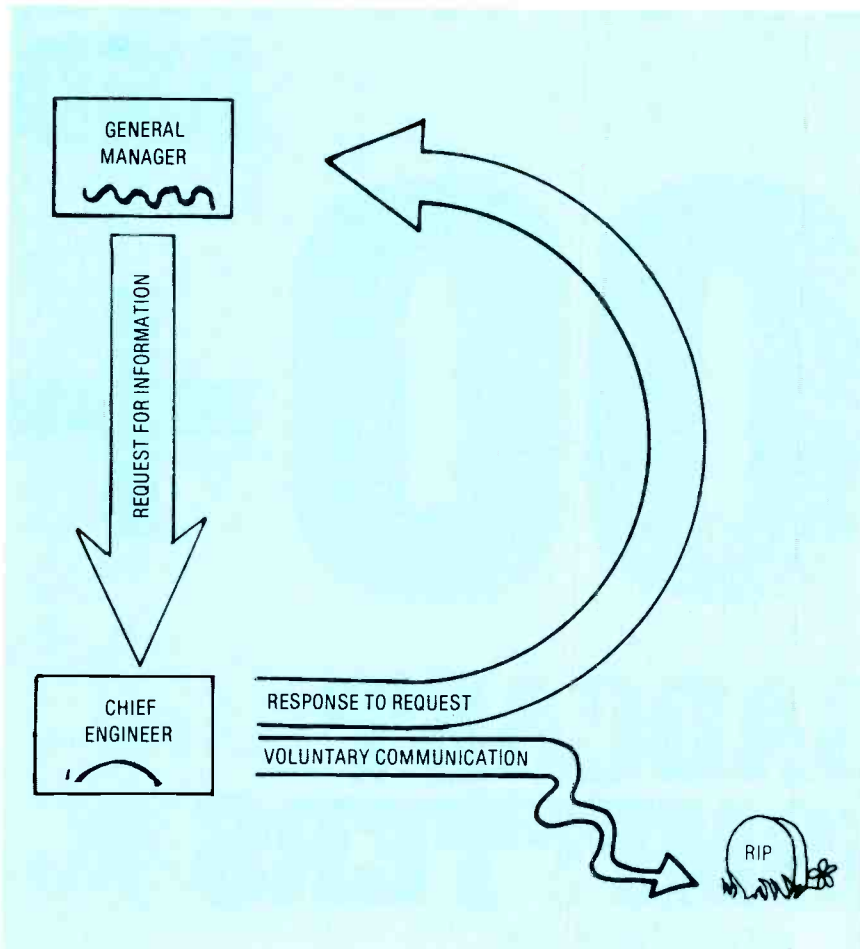 GENERAL
MANAGER
REQUEST FOR INFORMATION
CHIEF
ENGINEER
RESPONSE TO REQUEST
VOLUNTARY COMMUNICATION
RIP